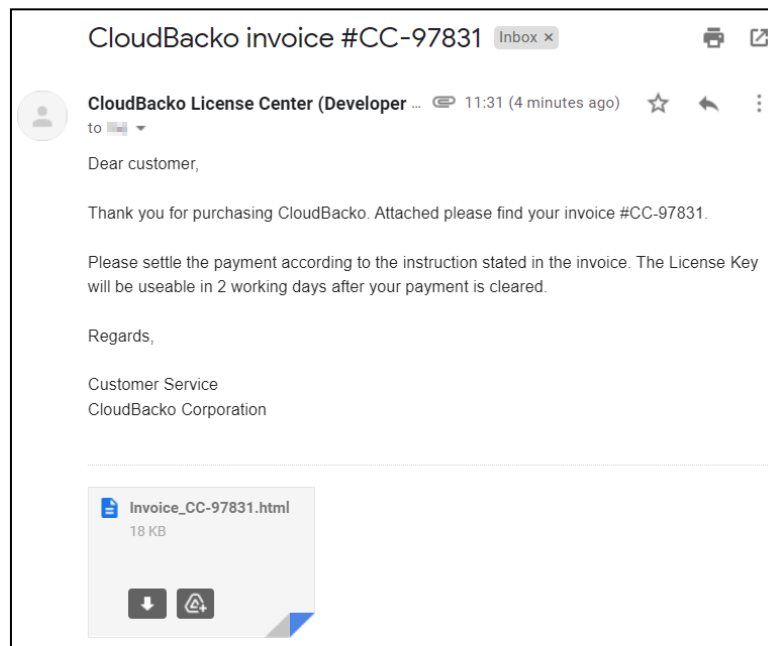 CloudBacko invoice #CC-97831 Inbox ×
CloudBacko License Center (Developer ... 11:31 (4 minutes ago)
to
Dear customer,
Thank you for purchasing CloudBacko. Attached please find your invoice #CC-97831.
Please settle the payment according to the instruction stated in the invoice. The License Key
will be useable in 2 working days after your payment is cleared.
Regards,
Customer Service
CloudBacko Corporation
Invoice_CC-97831.html
18 KB